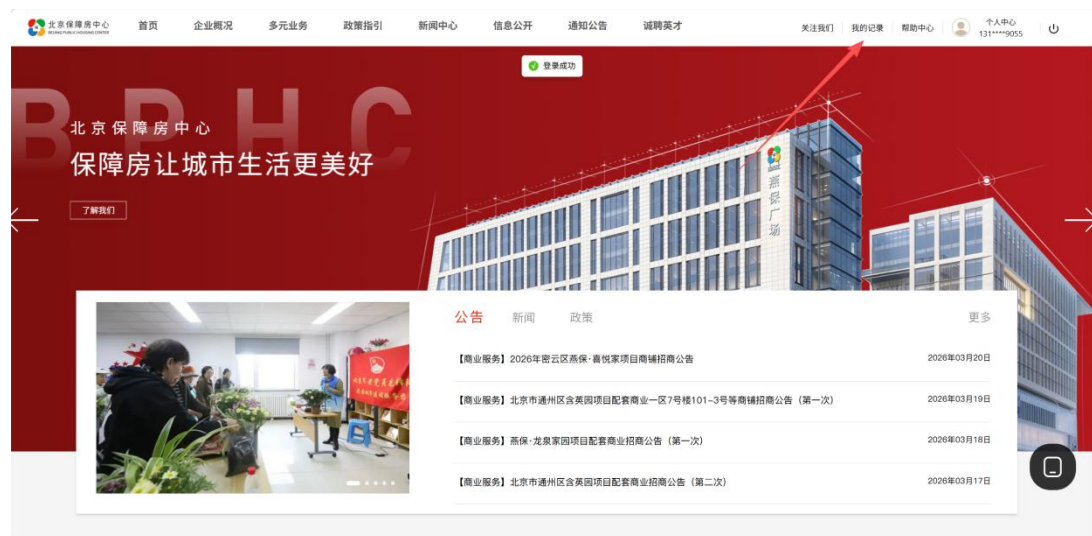 北京保障房中心
BEIJING PUBLIC HOUSING CENTER
首页
企业概况
多元业务
政策指引
新闻中心
信息公开
通知公告
诚聘英才
关注我们
我的记录
帮助中心
个人中心
131****9055
登录成功
BPHC
北京保障房中心
保障房让城市生活更美好
了解我们
燕保广场
公告
新闻
政策
更多
【商业服务】2026年密云区燕保·喜悦家项目商铺招商公告
2026年03月20日
【商业服务】北京市通州区含英园项目配套商业一区7号楼101-3号等商铺招商公告（第一次）
2026年03月19日
【商业服务】燕保·龙泉家园项目配套商业招商公告（第一次）
2026年03月18日
【商业服务】北京市通州区含英园项目配套商业招商公告（第二次）
2026年03月17日